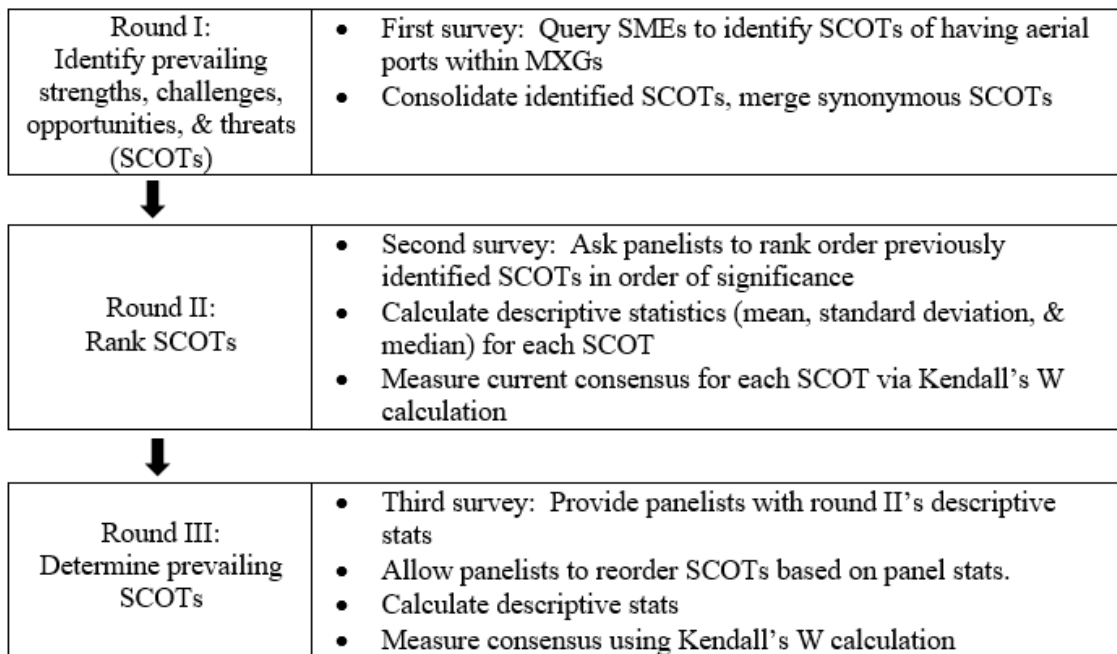 Round I:
Identify prevailing
strengths, challenges,
opportunities, & threats
(SCOTs)
• First survey: Query SMEs to identify SCOTs of having aerial
ports within MXGs
• Consolidate identified SCOTs, merge synonymous SCOTs
Round II:
Rank SCOTs
• Second survey: Ask panelists to rank order previously
identified SCOTs in order of significance
• Calculate descriptive statistics (mean, standard deviation, &
median) for each SCOT
• Measure current consensus for each SCOT via Kendall's W
calculation
Round III:
Determine prevailing
SCOTs
• Third survey: Provide panelists with round II's descriptive
stats
• Allow panelists to reorder SCOTs based on panel stats.
• Calculate descriptive stats
• Measure consensus using Kendall's W calculation